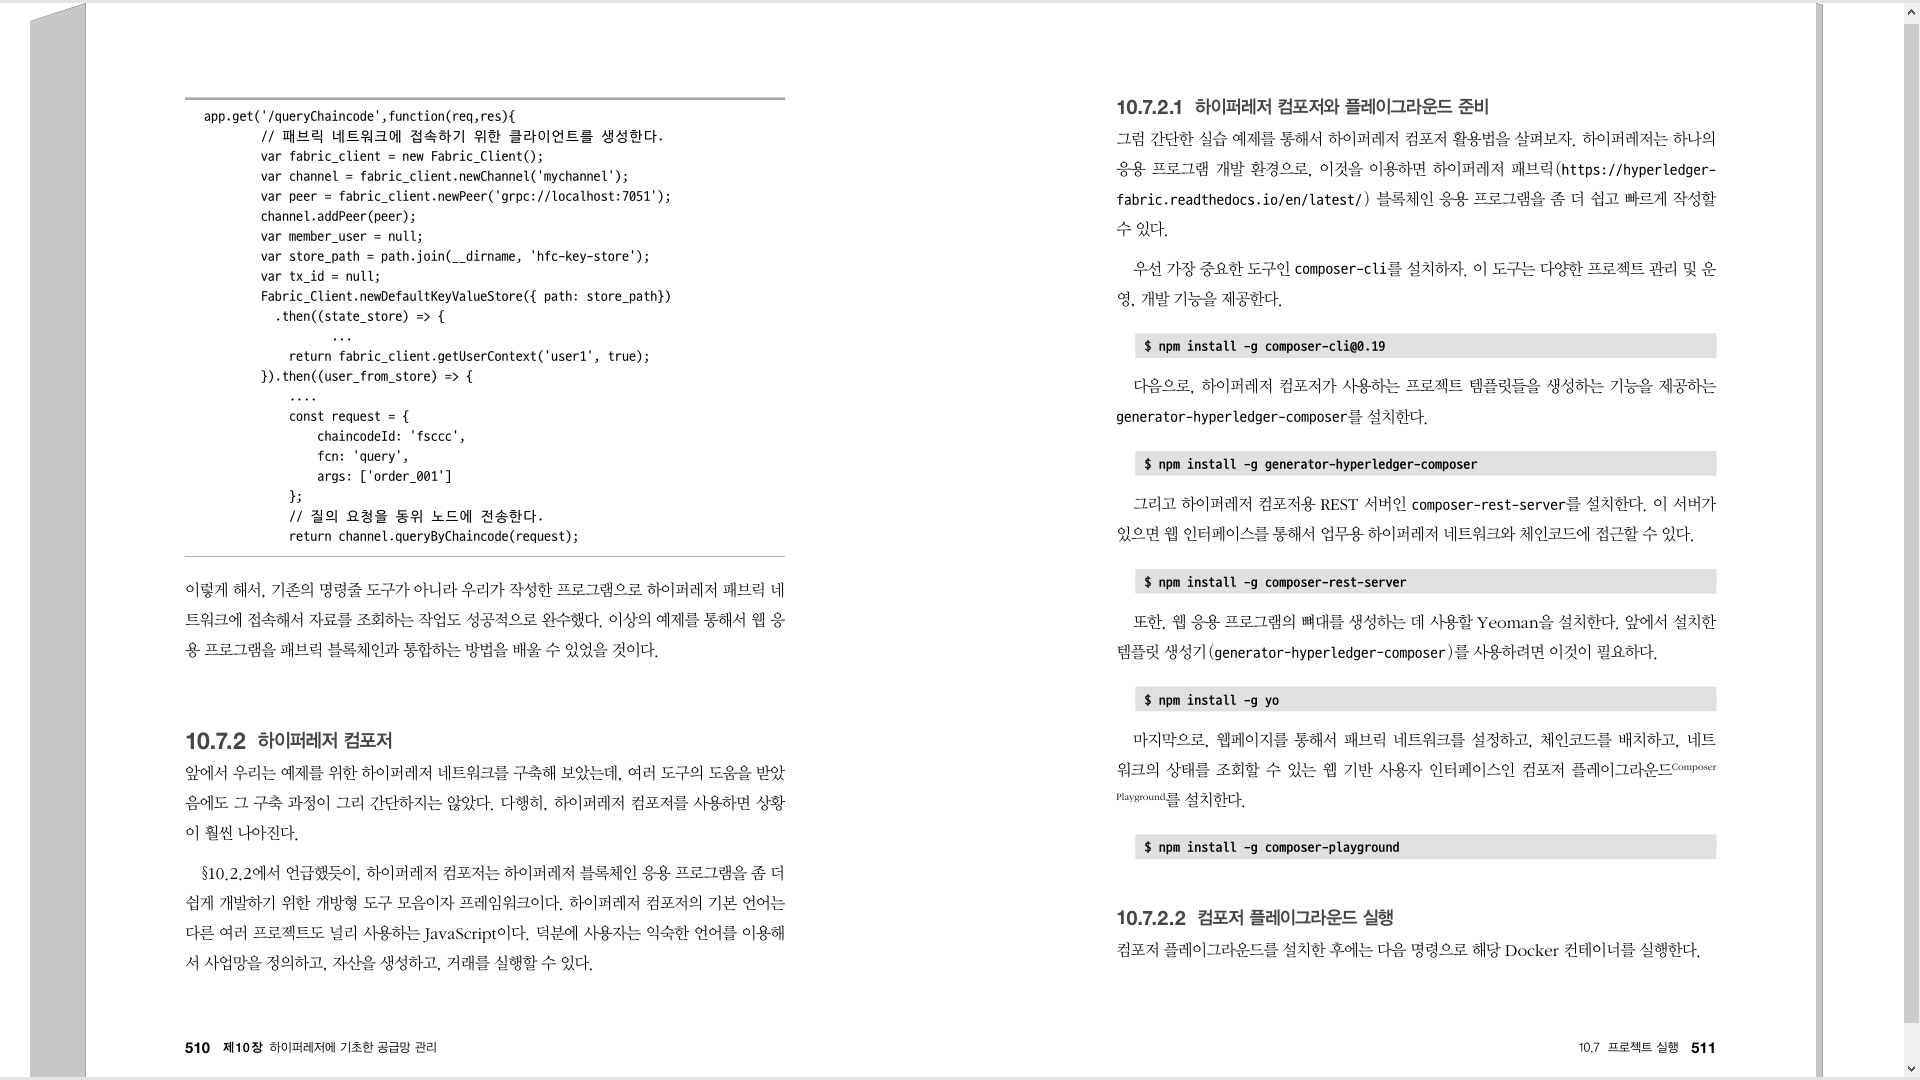 app.get('/queryChaincode',function(req,res){
// 패브릭 네트워크에 접속하기 위한 클라이언트를 생성한다.
var fabric_client = new Fabric_Client();
var channel = fabric_client.newChannel('mychannel');
var peer = fabric_client.newPeer('grpc://localhost:7051');
channel.addPeer(peer);
var member_user = null;
var store_path = path.join(__dirname, 'hfc-key-store');
var tx_id = null;
Fabric_Client.newDefaultKeyValueStore({ path: store_path})
.then((state_store) => {
...
return fabric_client.getUserContext('user1', true);
}).then((user_from_store) => {
....
const request = {
chaincodeId: 'fsccc',
fcn: 'query',
args: ['order_001']
};
// 질의 요청을 동위 노드에 전송한다.
return channel.queryByChaincode(request);
이렇게 해서, 기존의 명령줄 도구가 아니라 우리가 작성한 프로그램으로 하이퍼레저 패브릭 네
트워크에 접속해서 자료를 조회하는 작업도 성공적으로 완수했다. 이상의 예제를 통해서 웹 응
용 프로그램을 패브릭 블록체인과 통합하는 방법을 배울 수 있었을 것이다.
10.7.2 하이퍼레저 컴포저
앞에서 우리는 예제를 위한 하이퍼레저 네트워크를 구축해 보았는데, 여러 도구의 도움을 받았
음에도 그 구축 과정이 그리 간단하지는 않았다. 다행히, 하이퍼레저 컴포저를 사용하면 상황
이 훨씬 나아진다.
§10.2.2에서 언급했듯이, 하이퍼레저 컴포저는 하이퍼레저 블록체인 응용 프로그램을 좀 더
쉽게 개발하기 위한 개방형 도구 모음이자 프레임워크이다. 하이퍼레저 컴포저의 기본 언어는
다른 여러 프로젝트도 널리 사용하는 JavaScript이다. 덕분에 사용자는 익숙한 언어를 이용해
서 사업망을 정의하고, 자산을 생성하고, 거래를 실행할 수 있다.
510 제10장 하이퍼레저에 기초한 공급망 관리
10.7.2.1 하이퍼레저 컴포저와 플레이그라운드 준비
그럼 간단한 실습 예제를 통해서 하이퍼레저 컴포저 활용법을 살펴보자. 하이퍼레저는 하나의
응용 프로그램 개발 환경으로, 이것을 이용하면 하이퍼레저 패브릭(https://hyperledger-
fabric.readthedocs.io/en/latest/) 블록체인 응용 프로그램을 좀 더 쉽고 빠르게 작성할
수 있다.
우선 가장 중요한 도구인 composer-cli를 설치하자. 이 도구는 다양한 프로젝트 관리 및 운
영, 개발 기능을 제공한다.
$ npm install -g composer-cli@0.19
다음으로, 하이퍼레저 컴포저가 사용하는 프로젝트 템플릿들을 생성하는 기능을 제공하는
generator-hyperledger-composer를 설치한다.
$ npm install -g generator-hyperledger-composer
그리고 하이퍼레저 컴포저용 REST 서버인 composer-rest-server를 설치한다. 이 서버가
있으면 웹 인터페이스를 통해서 업무용 하이퍼레저 네트워크와 체인코드에 접근할 수 있다.
$ npm install -g composer-rest-server
또한, 웹 응용 프로그램의 뼈대를 생성하는 데 사용할 Yeoman을 설치한다. 앞에서 설치한
템플릿 생성기(generator-hyperledger-composer)를 사용하려면 이것이 필요하다.
$ npm install -g yo
마지막으로, 웹페이지를 통해서 패브릭 네트워크를 설정하고, 체인코드를 배치하고, 네트
워크의 상태를 조회할 수 있는 웹 기반 사용자 인터페이스인 컴포저 플레이그라운드Composer
Playground를 설치한다.
$ npm install -g composer-playground
10.7.2.2 컴포저 플레이그라운드 실행
컴포저 플레이그라운드를 설치한 후에는 다음 명령으로 해당 Docker 컨테이너를 실행한다.
10.7 프로젝트 실행 511